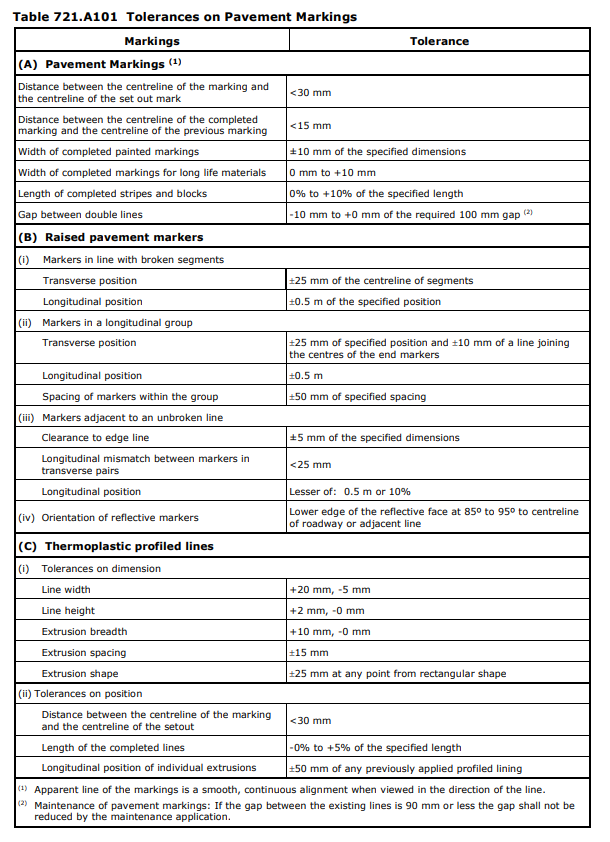 Table 721.A101 Tolerances on Pavement Markings
Markings Tolerance
(A) Pavement Markings (1)
Distance between the centreline of the marking and
the centreline of the set out mark
<30 mm
Distance between the centreline of the completed
marking and the centreline of the previous marking
<15 mm
Width of completed painted markings ±10 mm of the specified dimensions
Width of completed markings for long life materials 0 mm to +10 mm
Length of completed stripes and blocks 0% to +10% of the specified length
Gap between double lines -10 mm to +0 mm of the required 100 mm gap (2)
(B) Raised pavement markers
(i) Markers in line with broken segments
Transverse position ±25 mm of the centreline of segments
Longitudinal position ±0.5 m of the specified position
(ii) Markers in a longitudinal group
Transverse position ±25 mm of specified position and ±10 mm of a line joining
the centres of the end markers
Longitudinal position ±0.5 m
Spacing of markers within the group ±50 mm of specified spacing
(iii) Markers adjacent to an unbroken line
Clearance to edge line ±5 mm of the specified dimensions
Longitudinal mismatch between markers in
transverse pairs
<25 mm
Longitudinal position Lesser of: 0.5 m or 10%
(iv) Orientation of reflective markers
Lower edge of the reflective face at 85º to 95º to centreline
of roadway or adjacent line
(C) Thermoplastic profiled lines
(i) Tolerances on dimension
Line width +20 mm, -5 mm
Line height +2 mm, -0 mm
Extrusion breadth +10 mm, -0 mm
Extrusion spacing ±15 mm
Extrusion shape ±25 mm at any point from rectangular shape
(ii) Tolerances on position
Distance between the centreline of the marking
and the centreline of the setout
<30 mm
Length of the completed lines -0% to +5% of the specified length
Longitudinal position of individual extrusions ±50 mm of any previously applied profiled lining
(1) Apparent line of the markings is a smooth, continuous alignment when viewed in the direction of the line.
(2) Maintenance of pavement markings: If the gap between the existing lines is 90 mm or less the gap shall not be
reduced by the maintenance application.